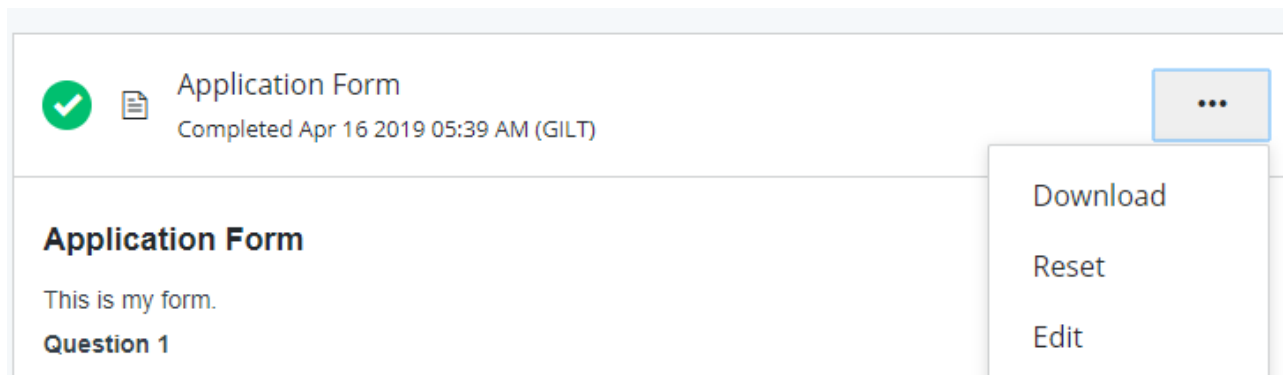 Application Form
Completed Apr 16 2019 05:39 AM (GILT)
...
Download
Reset
Edit
Application Form
This is my form.
Question 1